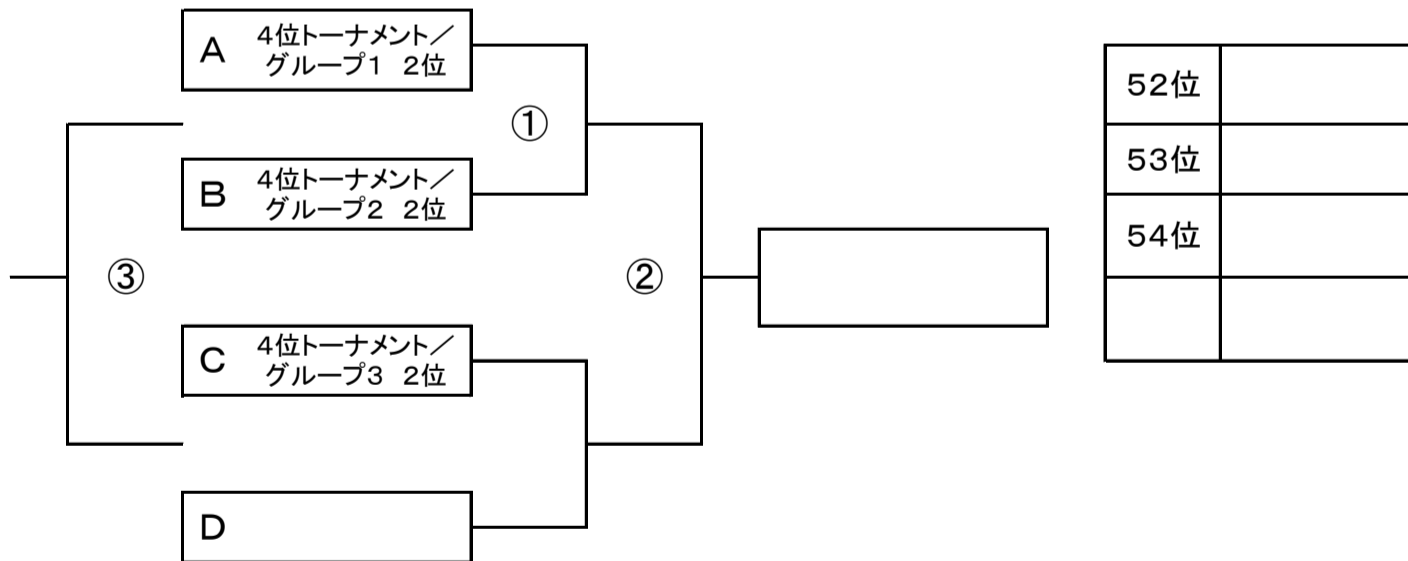 A 4位トーナメント／
グループ1 2位
①
B 4位トーナメント／
グループ2 2位
③
②
C 4位トーナメント／
グループ3 2位
D
52位
53位
54位